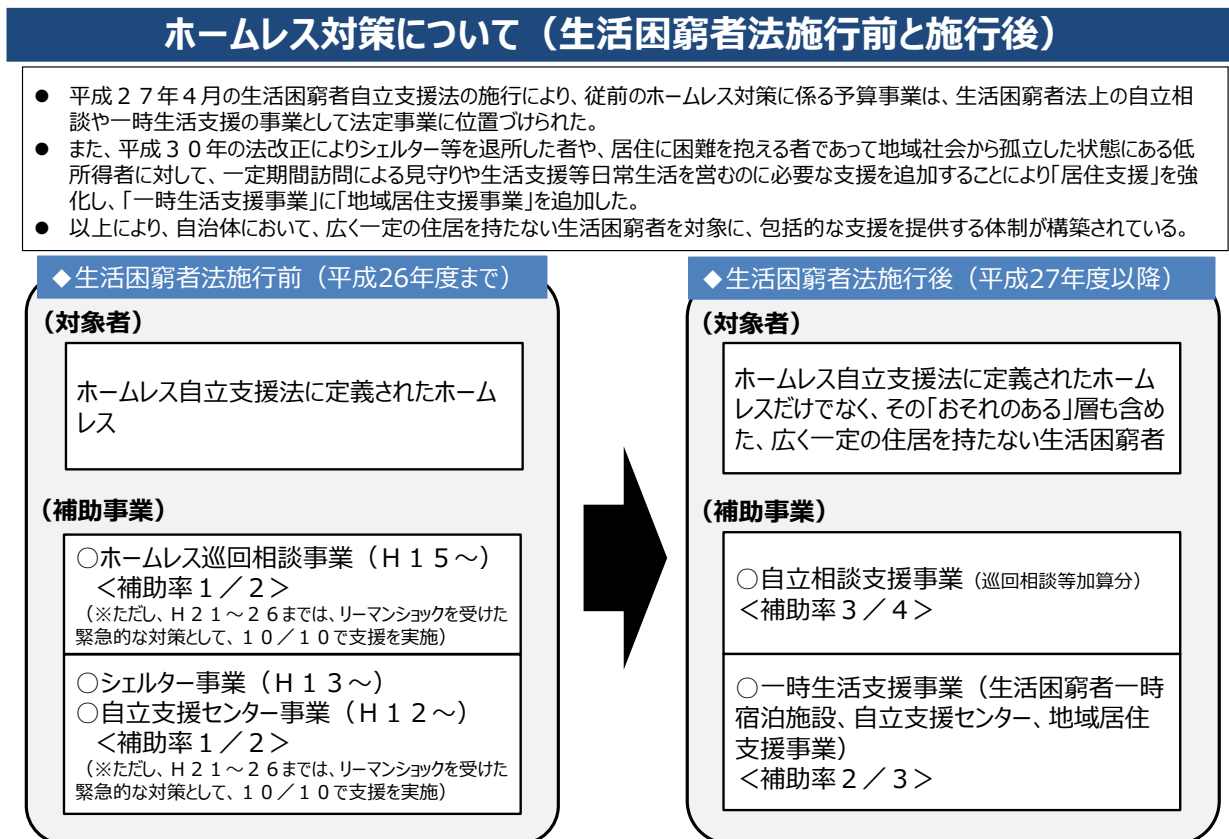 ホームレス対策について（生活困窮者法施行前と施行後）
● 平成２７年４月の生活困窮者自立支援法の施行により、従前のホームレス対策に係る予算事業は、生活困窮者法上の自立相
談や一時生活支援の事業として法定事業に位置づけられた。
● また、平成３０年の法改正によりシェルター等を退所した者や、居住に困難を抱える者であって地域社会から孤立した状態にある低
所得者に対して、一定期間訪問による見守りや生活支援等日常生活を営むのに必要な支援を追加することにより「居住支援」を強
化し、「一時生活支援事業」に「地域居住支援事業」を追加した。
● 以上により、自治体において、広く一定の住居を持たない生活困窮者を対象に、包括的な支援を提供する体制が構築されている。
◆生活困窮者法施行前（平成26年度まで）
（対象者）
ホームレス自立支援法に定義されたホーム
レス
（補助事業）
○ホームレス巡回相談事業（Ｈ１５～）
＜補助率１／２＞
（※ただし、Ｈ２１～２６までは、リーマンショックを受けた
緊急的な対策として、１０／１０で支援を実施）
○シェルター事業（Ｈ１３～）
○自立支援センター事業（Ｈ１２～）
＜補助率１／２＞
（※ただし、Ｈ２１～２６までは、リーマンショックを受けた
緊急的な対策として、１０／１０で支援を実施）
◆生活困窮者法施行後（平成27年度以降）
（対象者）
ホームレス自立支援法に定義されたホーム
レスだけでなく、その「おそれのある」層も含め
た、広く一定の住居を持たない生活困窮者
（補助事業）
○自立相談支援事業（巡回相談等加算分）
＜補助率３／４＞
○一時生活支援事業（生活困窮者一時
宿泊施設、自立支援センター、地域居住
支援事業）
＜補助率２／３＞